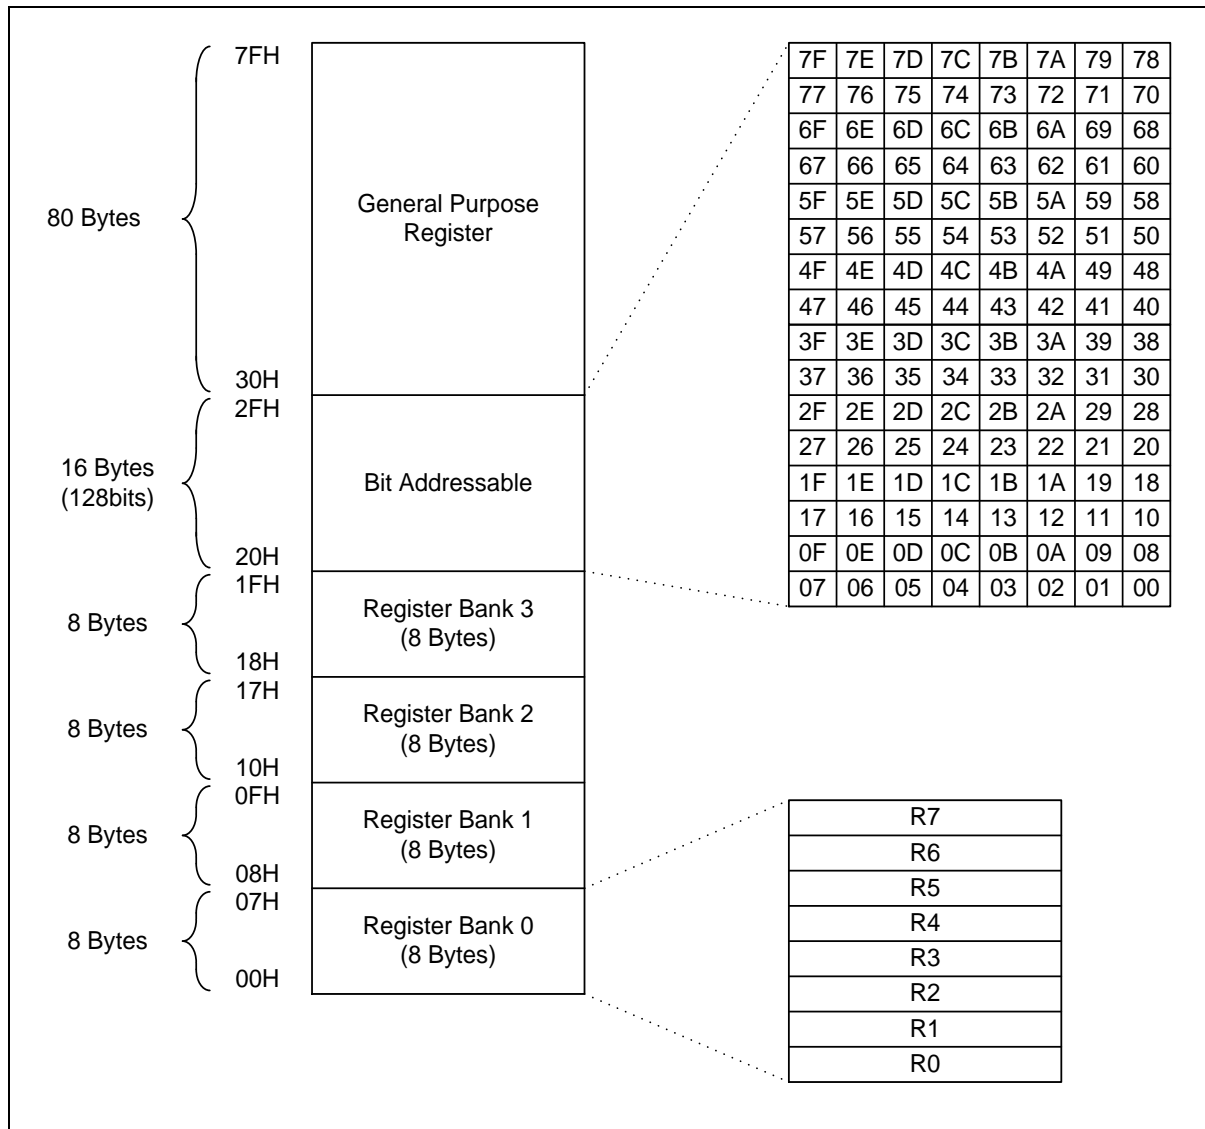 7FH
80 Bytes
General Purpose
Register
30H
2FH
16 Bytes
(128bits)
Bit Addressable
20H
1FH
8 Bytes
Register Bank 3
(8 Bytes)
18H
17H
8 Bytes
Register Bank 2
(8 Bytes)
10H
0FH
8 Bytes
Register Bank 1
(8 Bytes)
08H
07H
8 Bytes
Register Bank 0
(8 Bytes)
00H
7F 7E 7D 7C 7B 7A 79 78
77 76 75 74 73 72 71 70
6F 6E 6D 6C 6B 6A 69 68
67 66 65 64 63 62 61 60
5F 5E 5D 5C 5B 5A 59 58
57 56 55 54 53 52 51 50
4F 4E 4D 4C 4B 4A 49 48
47 46 45 44 43 42 41 40
3F 3E 3D 3C 3B 3A 39 38
37 36 35 34 33 32 31 30
2F 2E 2D 2C 2B 2A 29 28
27 26 25 24 23 22 21 20
1F 1E 1D 1C 1B 1A 19 18
17 16 15 14 13 12 11 10
0F 0E 0D 0C 0B 0A 09 08
07 06 05 04 03 02 01 00
R7
R6
R5
R4
R3
R2
R1
R0